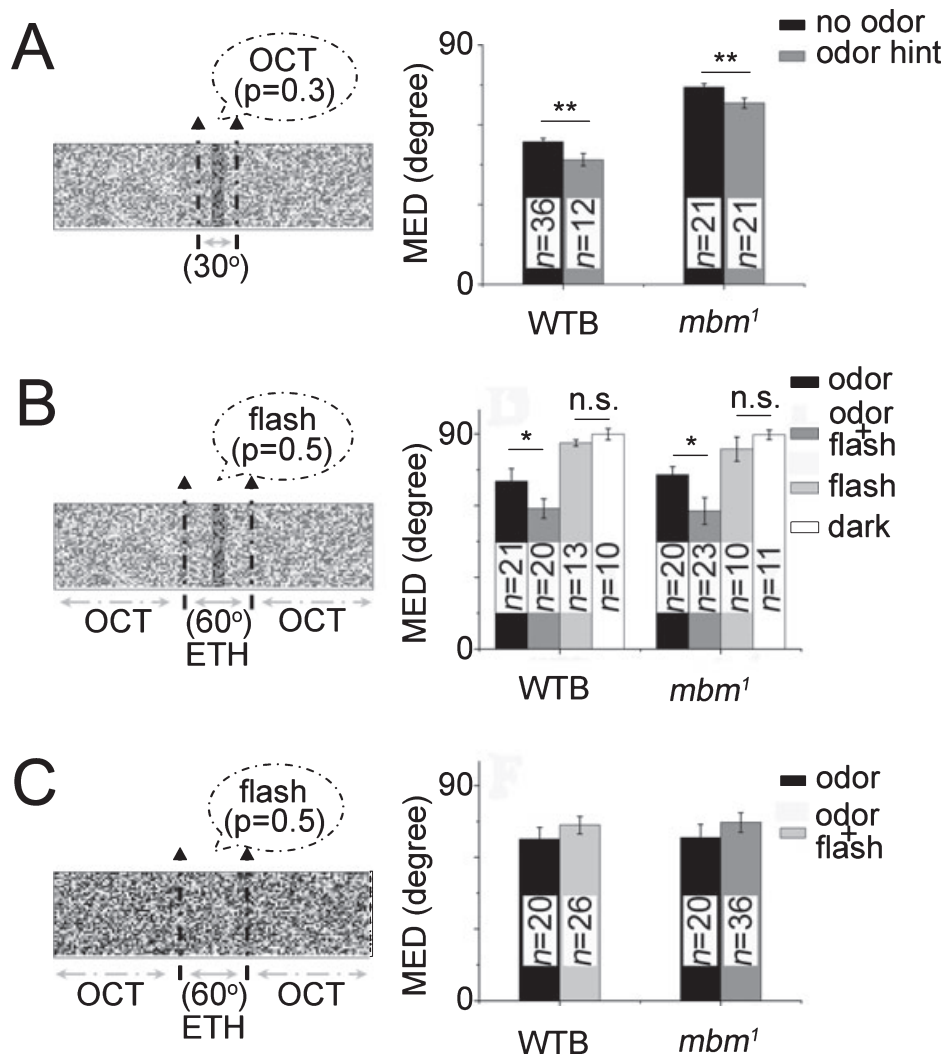 A
OCT
(p=0.3)
(30°)
90
MED (degree)
0
**
**
n=36
n=12
n=21
n=21
WTB
mbm¹
no odor
odor hint
B
flash
(p=0.5)
OCT
(60°)
OCT
ETH
90
MED (degree)
0
*
n.s.
*
n.s.
n=21
n=20
n=13
n=10
n=20
n=23
n=10
n=11
WTB
mbm¹
odor
odor
+
flash
flash
dark
C
flash
(p=0.5)
OCT
(60°)
OCT
ETH
90
MED (degree)
0
n=20
n=26
n=20
n=36
WTB
mbm¹
odor
odor
+
flash